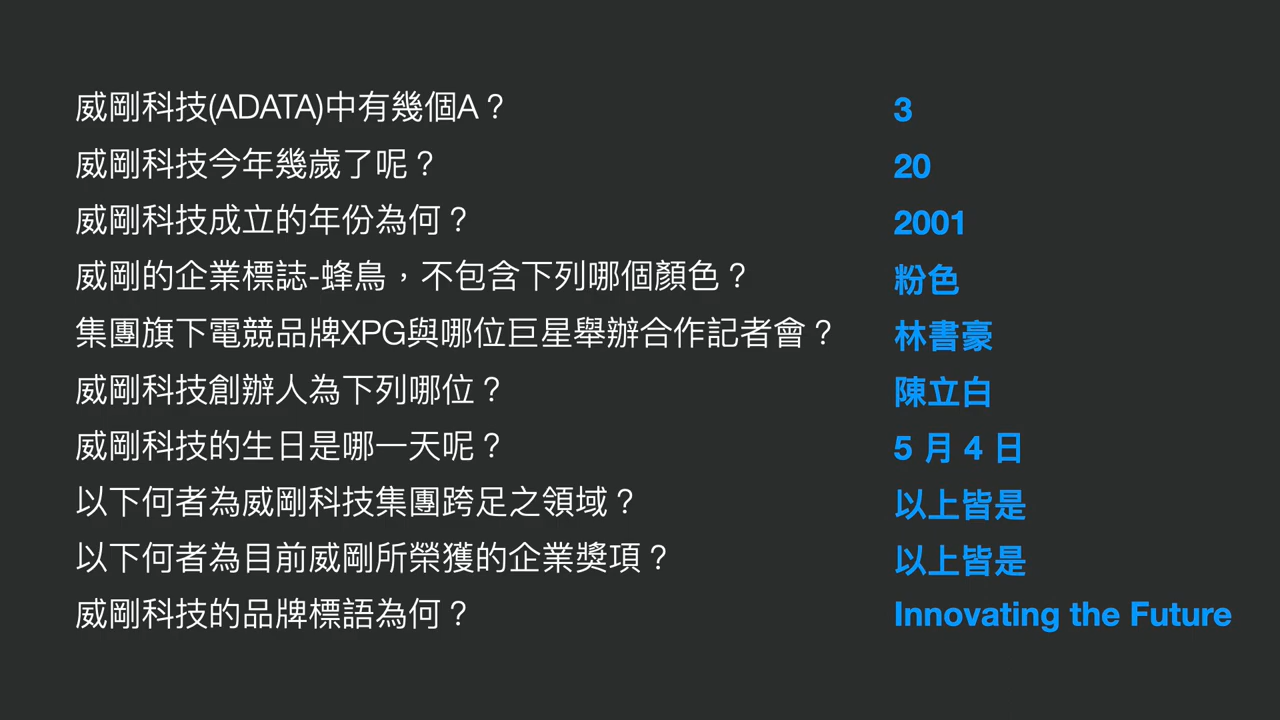 威剛科技(ADATA)中有幾個A？ 3
威剛科技今年幾歲了呢？ 20
威剛科技成立的年份為何？ 2001
威剛的企業標誌-蜂鳥，不包含下列哪個顏色？ 粉色
集團旗下電競品牌XPG與哪位巨星舉辦合作記者會？ 林書豪
威剛科技創辦人為下列哪位？ 陳立白
威剛科技的生日是哪一天呢？ 5 月 4 日
以下何者為威剛科技集團跨足之領域？ 以上皆是
以下何者為目前威剛所榮獲的企業獎項？ 以上皆是
威剛科技的品牌標語為何？ Innovating the Future